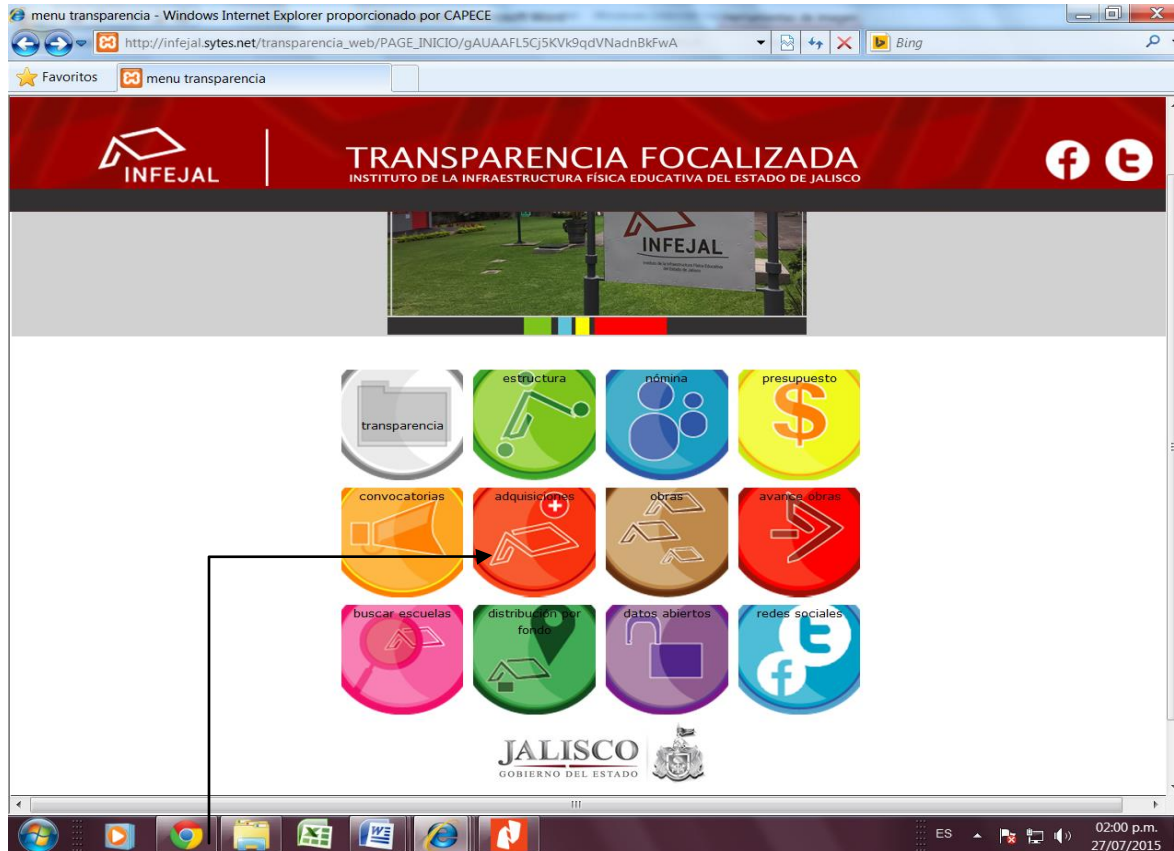 menu transparencia - Windows Internet Explorer proporcionado por CAPECE
http://infejal.sytes.net/transparencia_web/PAGE_INICIO/gAUAAFL5Cj5KVk9qdVNadnBkFwA
Bing
Favoritos
menu transparencia
INFEJAL
TRANSPARENCIA FOCALIZADA
INSTITUTO DE LA INFRAESTRUCTURA FÍSICA EDUCATIVA DEL ESTADO DE JALISCO
INFEJAL
transparencia
estructura
nómina
presupuesto
convocatorias
adquisiciones
obras
avance obras
buscar escuelas
distribución por
fondo
datos abiertos
redes sociales
JALISCO
GOBIERNO DEL ESTADO
ES
02:00 p.m.
27/07/2015